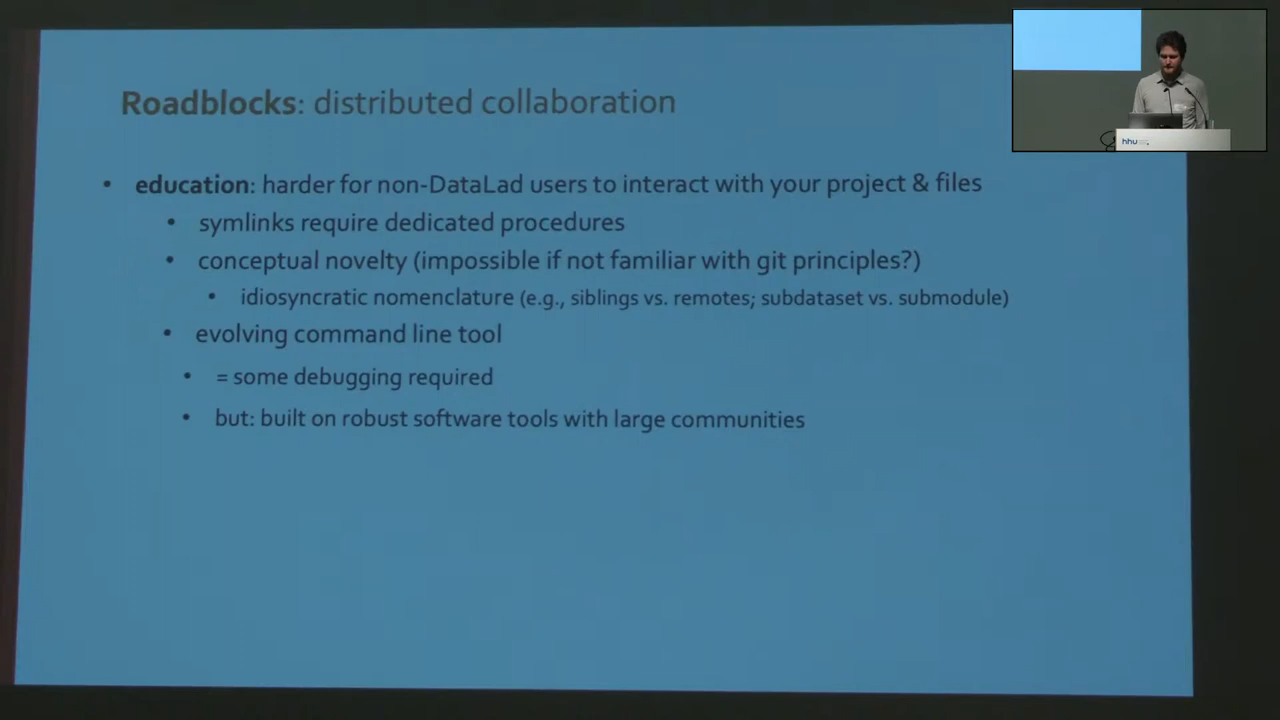 Roadblocks: distributed collaboration
• education: harder for non-DataLad users to interact with your project & files
• symlinks require dedicated procedures
• conceptual novelty (impossible if not familiar with git principles?)
• idiosyncratic nomenclature (e.g., siblings vs. remotes; subdataset vs. submodule)
• evolving command line tool
• = some debugging required
• but: built on robust software tools with large communities
hhu